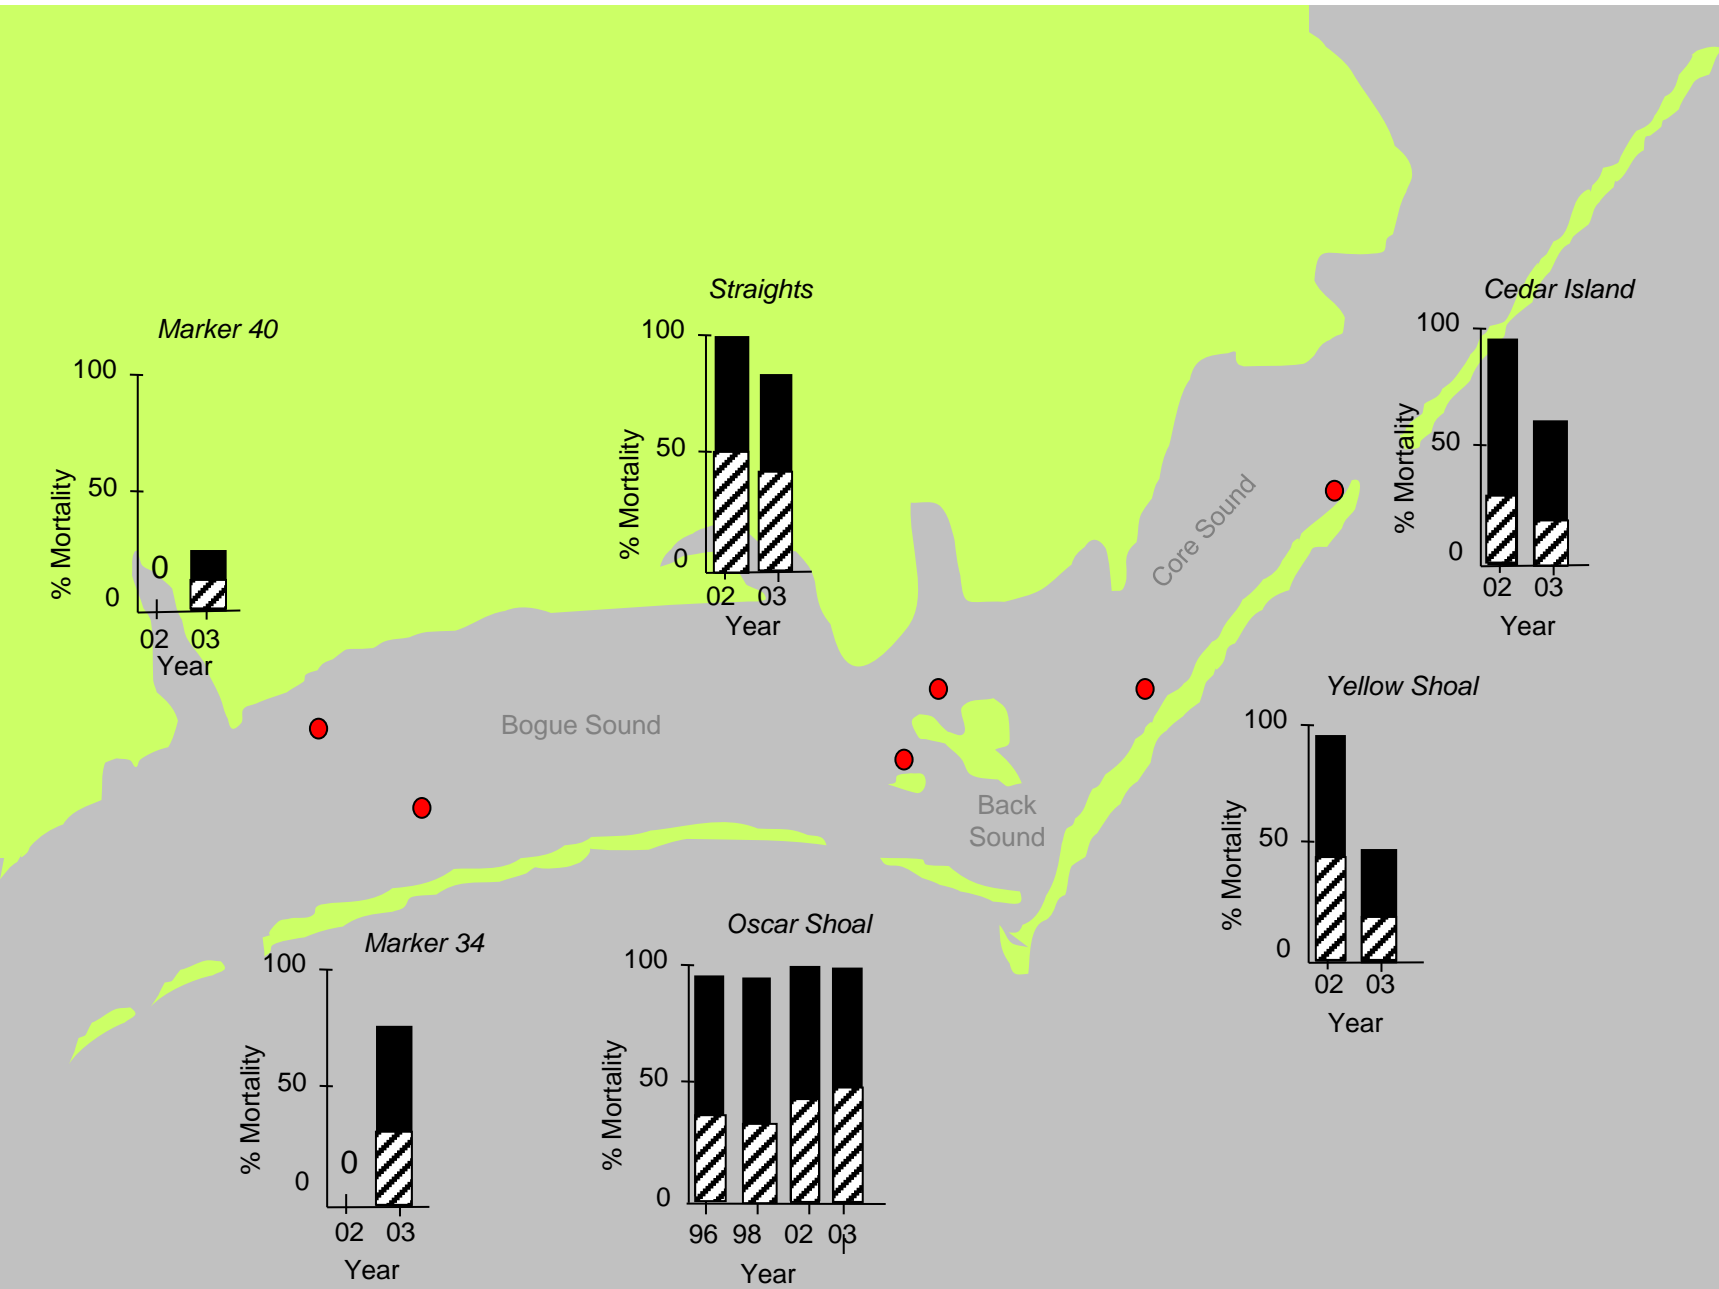 Straights
100
50
0
% Mortality
02 03
Year
Cedar Island
100
50
0
% Mortality
02 03
Year
Marker 40
100
50
0
% Mortality
0
02 03
Year
Core Sound
Bogue Sound
Back
Sound
Yellow Shoal
100
50
0
% Mortality
02 03
Year
Marker 34
100
50
0
% Mortality
0
02 03
Year
Oscar Shoal
100
50
0
% Mortality
96 98 02 03
Year